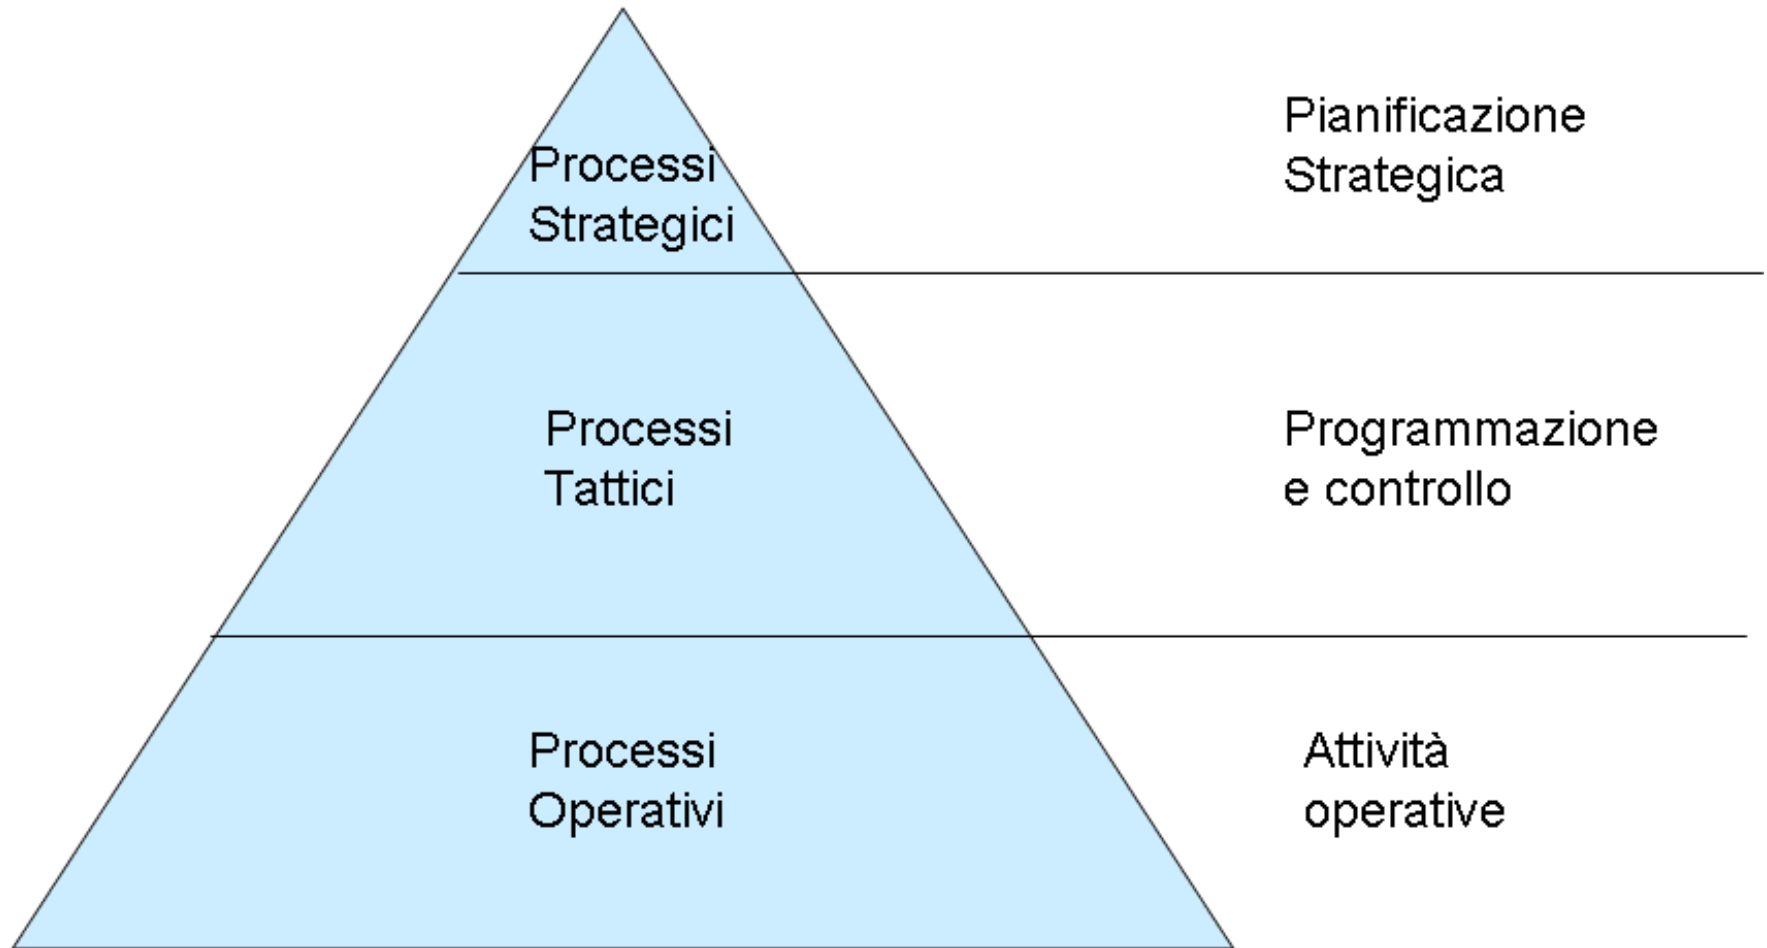 Processi
Strategici
Pianificazione
Strategica
Processi
Tattici
Programmazione
e controllo
Processi
Operativi
Attività
operative